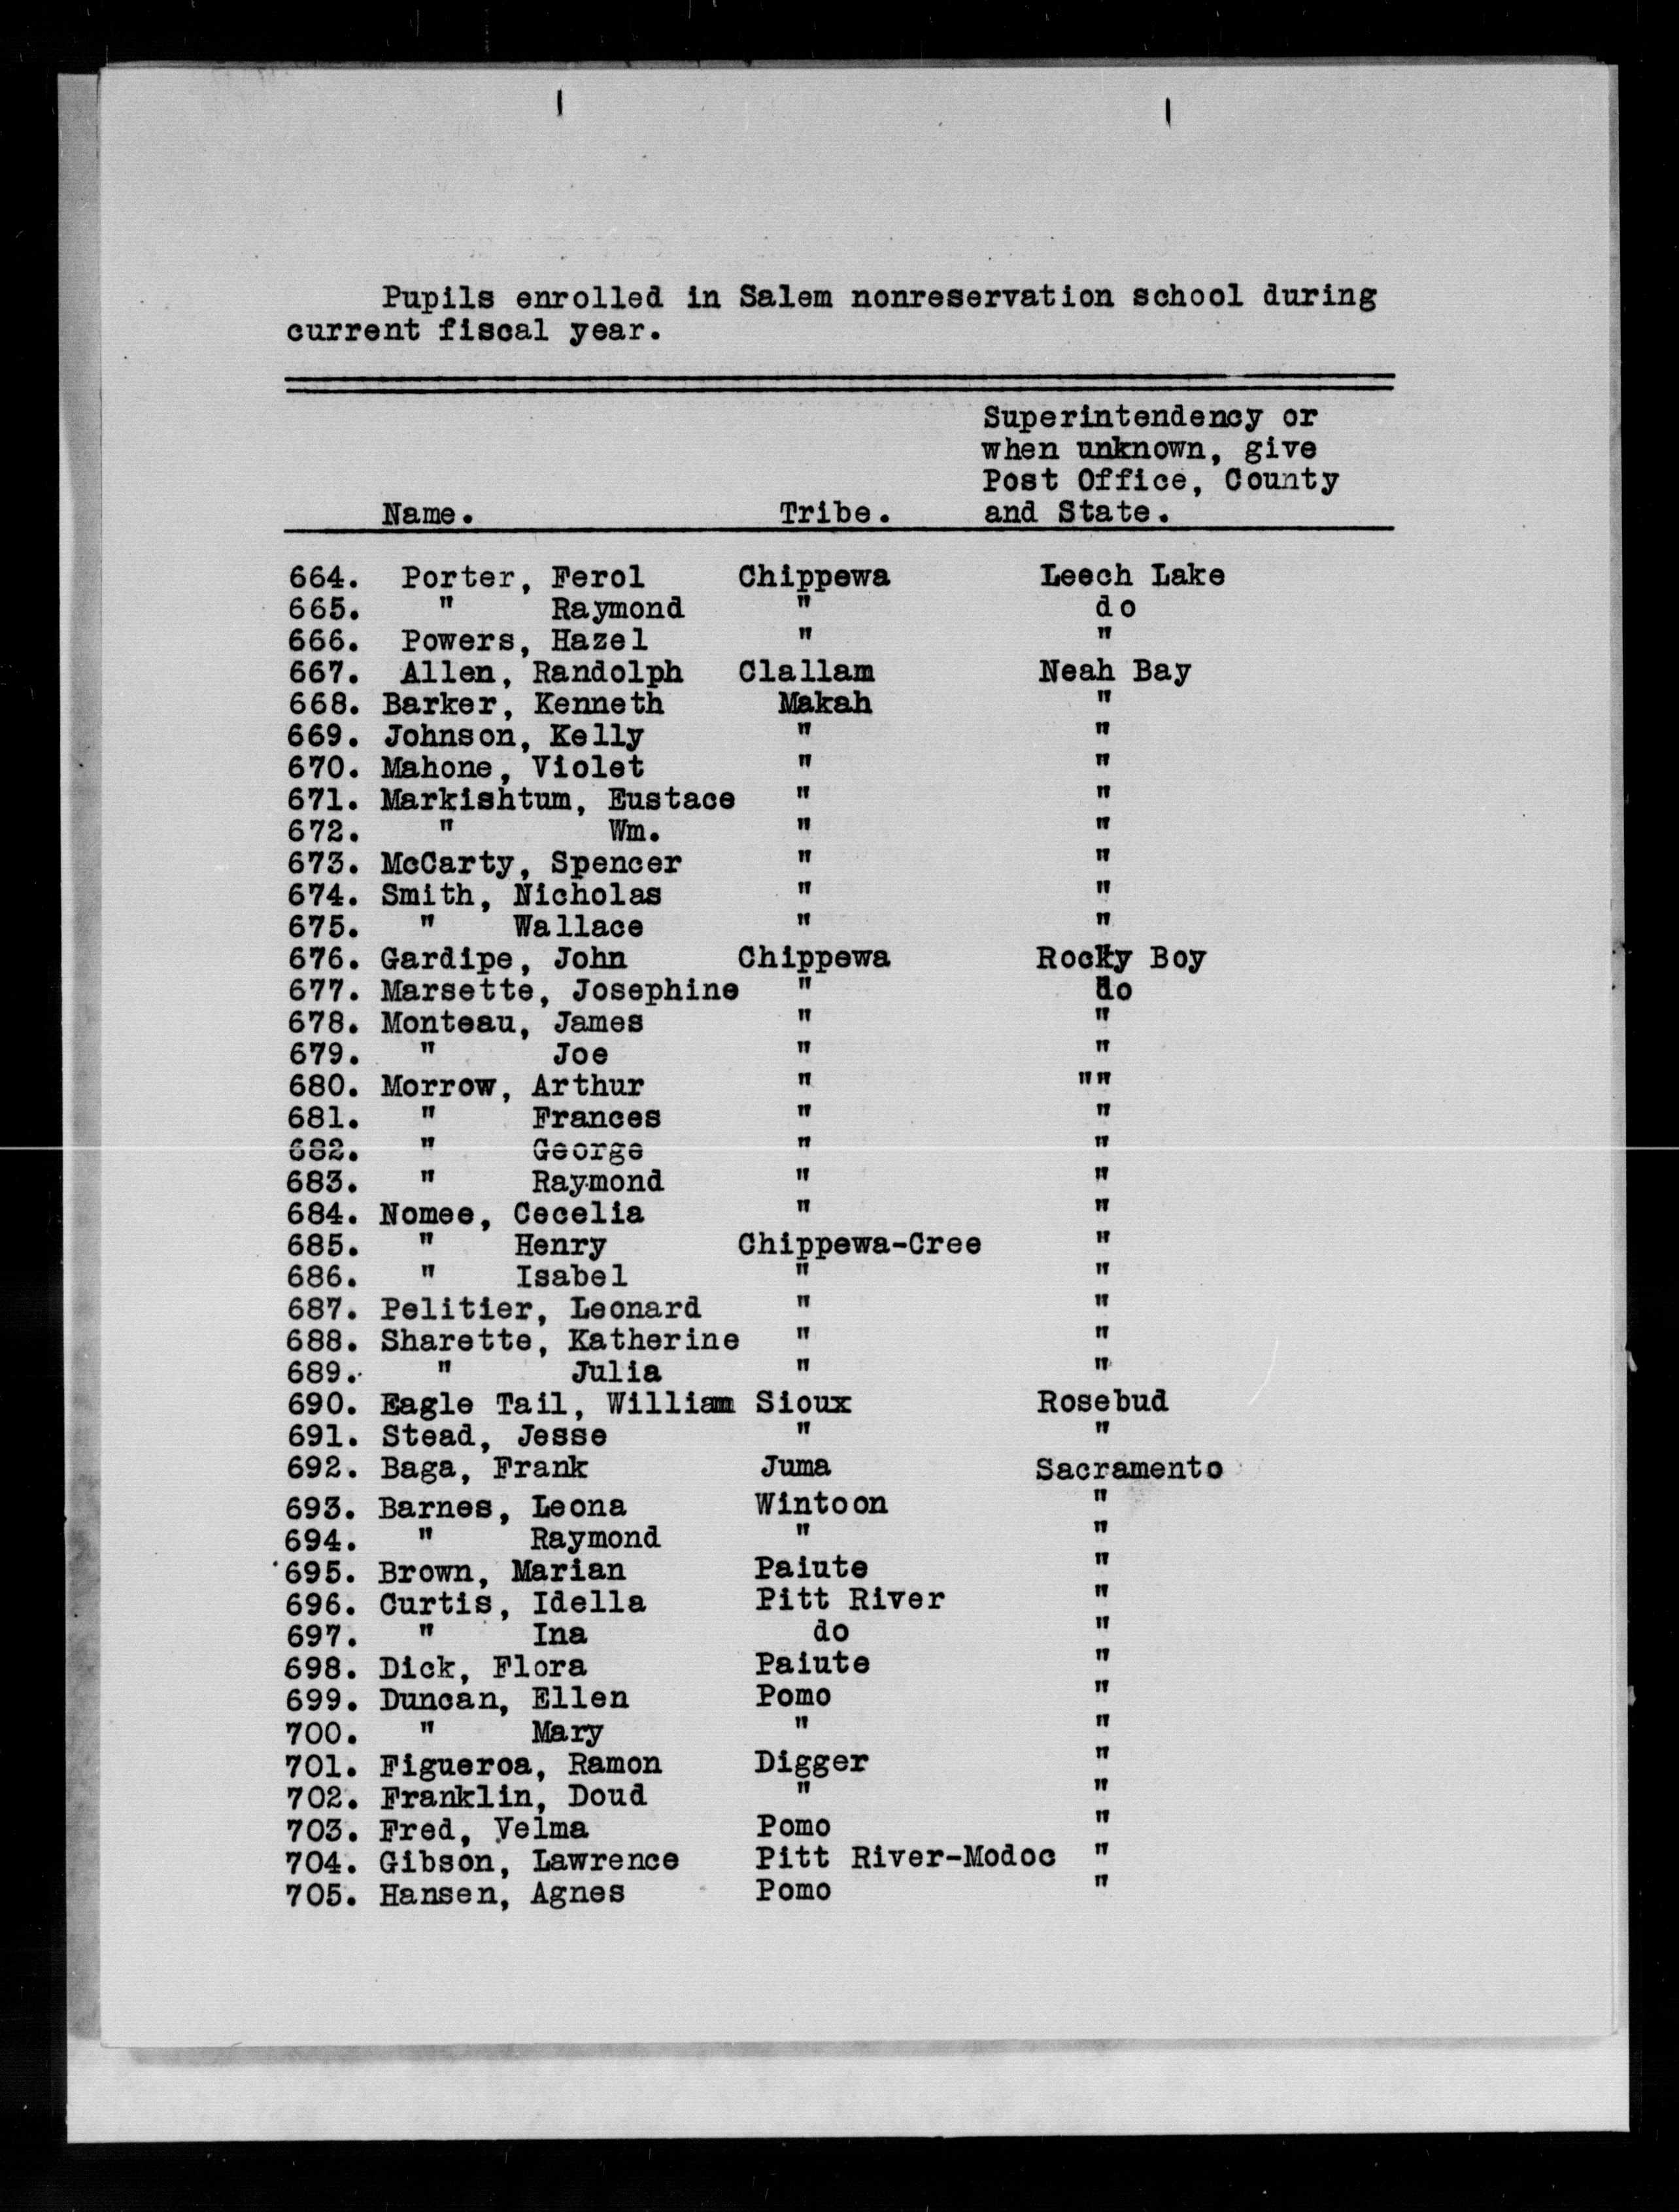 Pupils enrolled in Salem nonreservation school during
current fiscal year.
Superintendency or
when unknown, give
Post Office, County
Name. Tribe. and State.
664. Porter, Ferol Chippewa Leech Lake
665. " Raymond " do
666. Powers, Hazel " "
667. Allen, Randolph Clallam Neah Bay
668. Barker, Kenneth Makah "
669. Johnson, Kelly " "
670. Mahone, Violet " "
671. Markishtum, Eustace " "
672. " Wm. " "
673. McCarty, Spencer " "
674. Smith, Nicholas " "
675. " Wallace " "
676. Gardipe, John Chippewa Rocky Boy
677. Marsette, Josephine " do
678. Monteau, James " "
679. " Joe " "
680. Morrow, Arthur " ""
681. " Frances " "
682. " George " "
683. " Raymond " "
684. Nomee, Cecelia " "
685. " Henry Chippewa-Cree "
686. " Isabel " "
687. Pelitier, Leonard " "
688. Sharette, Katherine " "
689. " Julia " "
690. Eagle Tail, William Sioux Rosebud
691. Stead, Jesse " "
692. Baga, Frank Juma Sacramento
693. Barnes, Leona Wintoon "
694. " Raymond " "
695. Brown, Marian Paiute "
696. Curtis, Idella Pitt River "
697. " Ina do "
698. Dick, Flora Paiute "
699. Duncan, Ellen Pomo "
700. " Mary " "
701. Figueroa, Ramon Digger "
702. Franklin, Doud " "
703. Fred, Velma Pomo "
704. Gibson, Lawrence Pitt River-Modoc "
705. Hansen, Agnes Pomo "